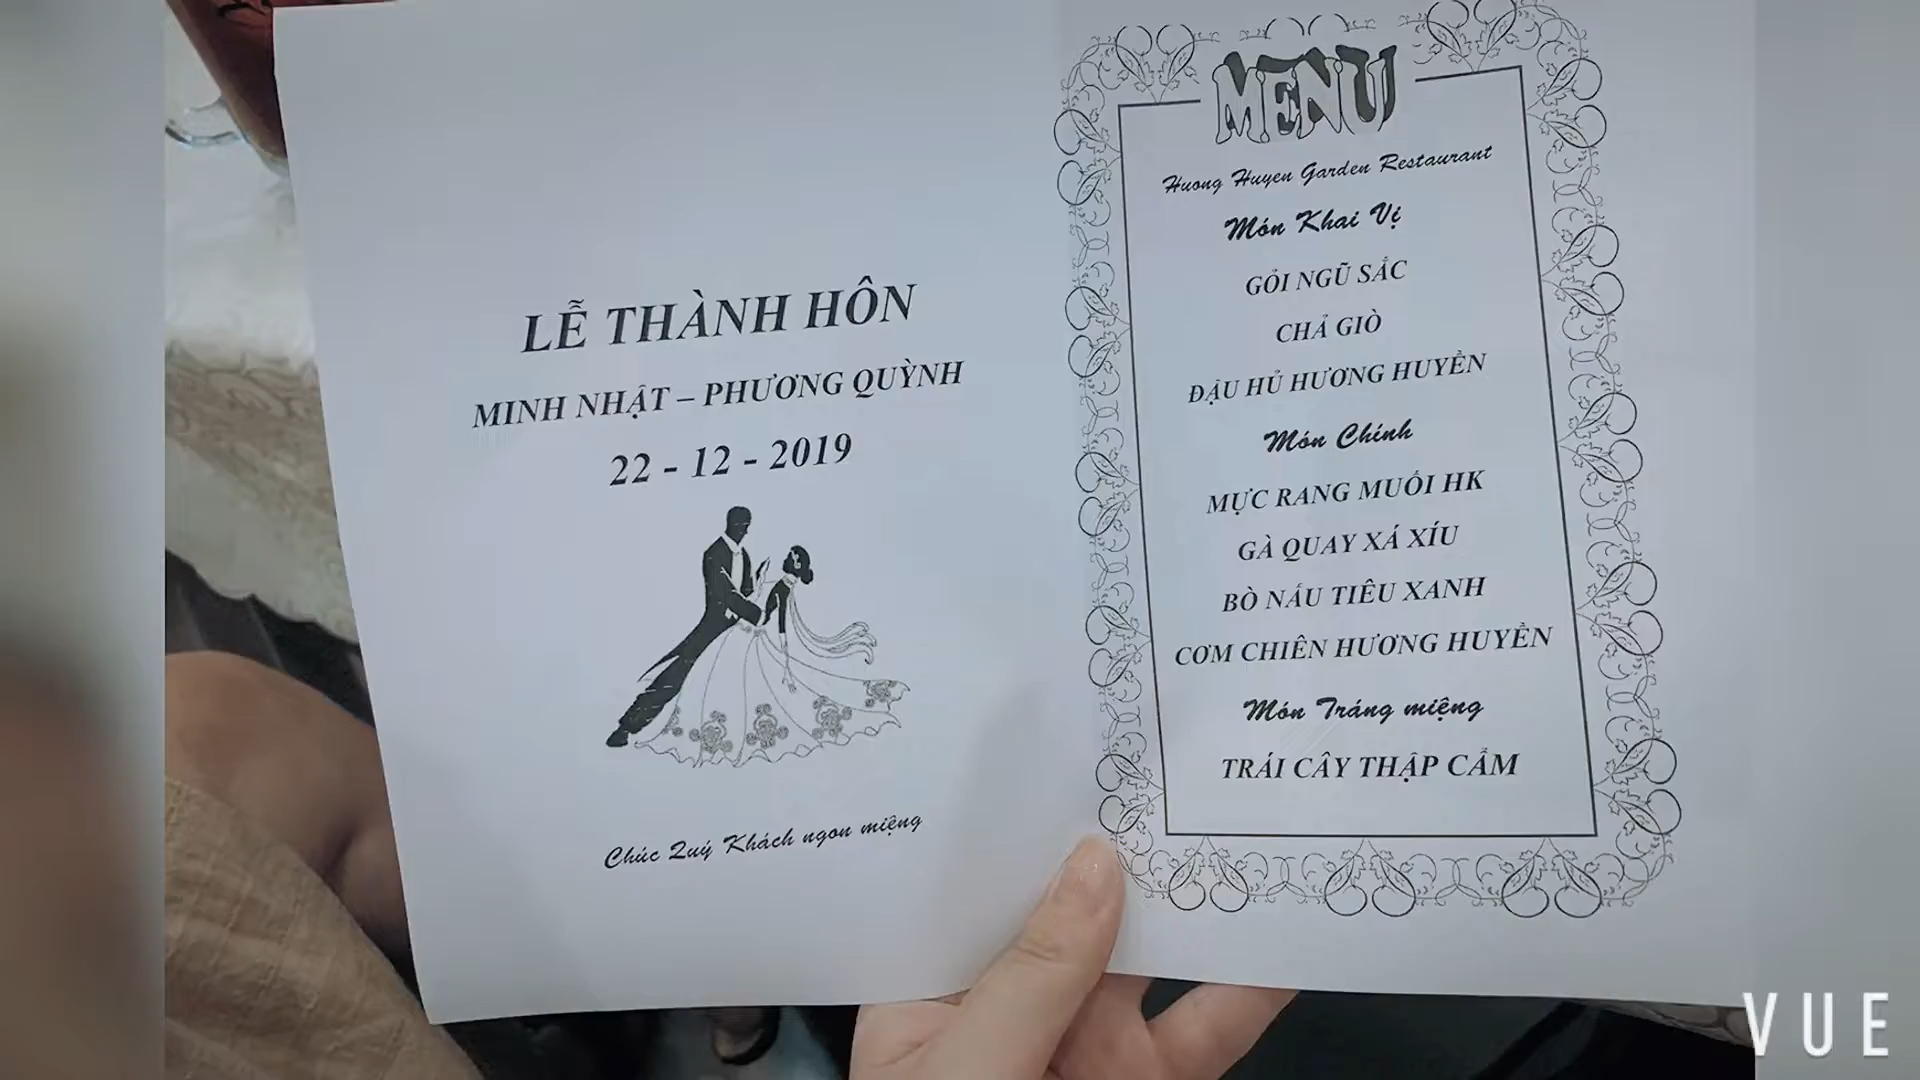 LỄ THÀNH HÔN
MINH NHẬT – PHƯƠNG QUỲNH
22 - 12 - 2019
Chúc Quý Khách ngon miệng
MENU
Huong Huyen Garden Restaurant
Món Khai Vị
GỎI NGŨ SẮC
CHẢ GIÒ
ĐẬU HỦ HƯƠNG HUYỀN
Món Chính
MỰC RANG MUỐI HK
GÀ QUAY XÁ XÍU
BÒ NẤU TIÊU XANH
CƠM CHIÊN HƯƠNG HUYỀN
Món Tráng miệng
TRÁI CÂY THẬP CẨM
VUE